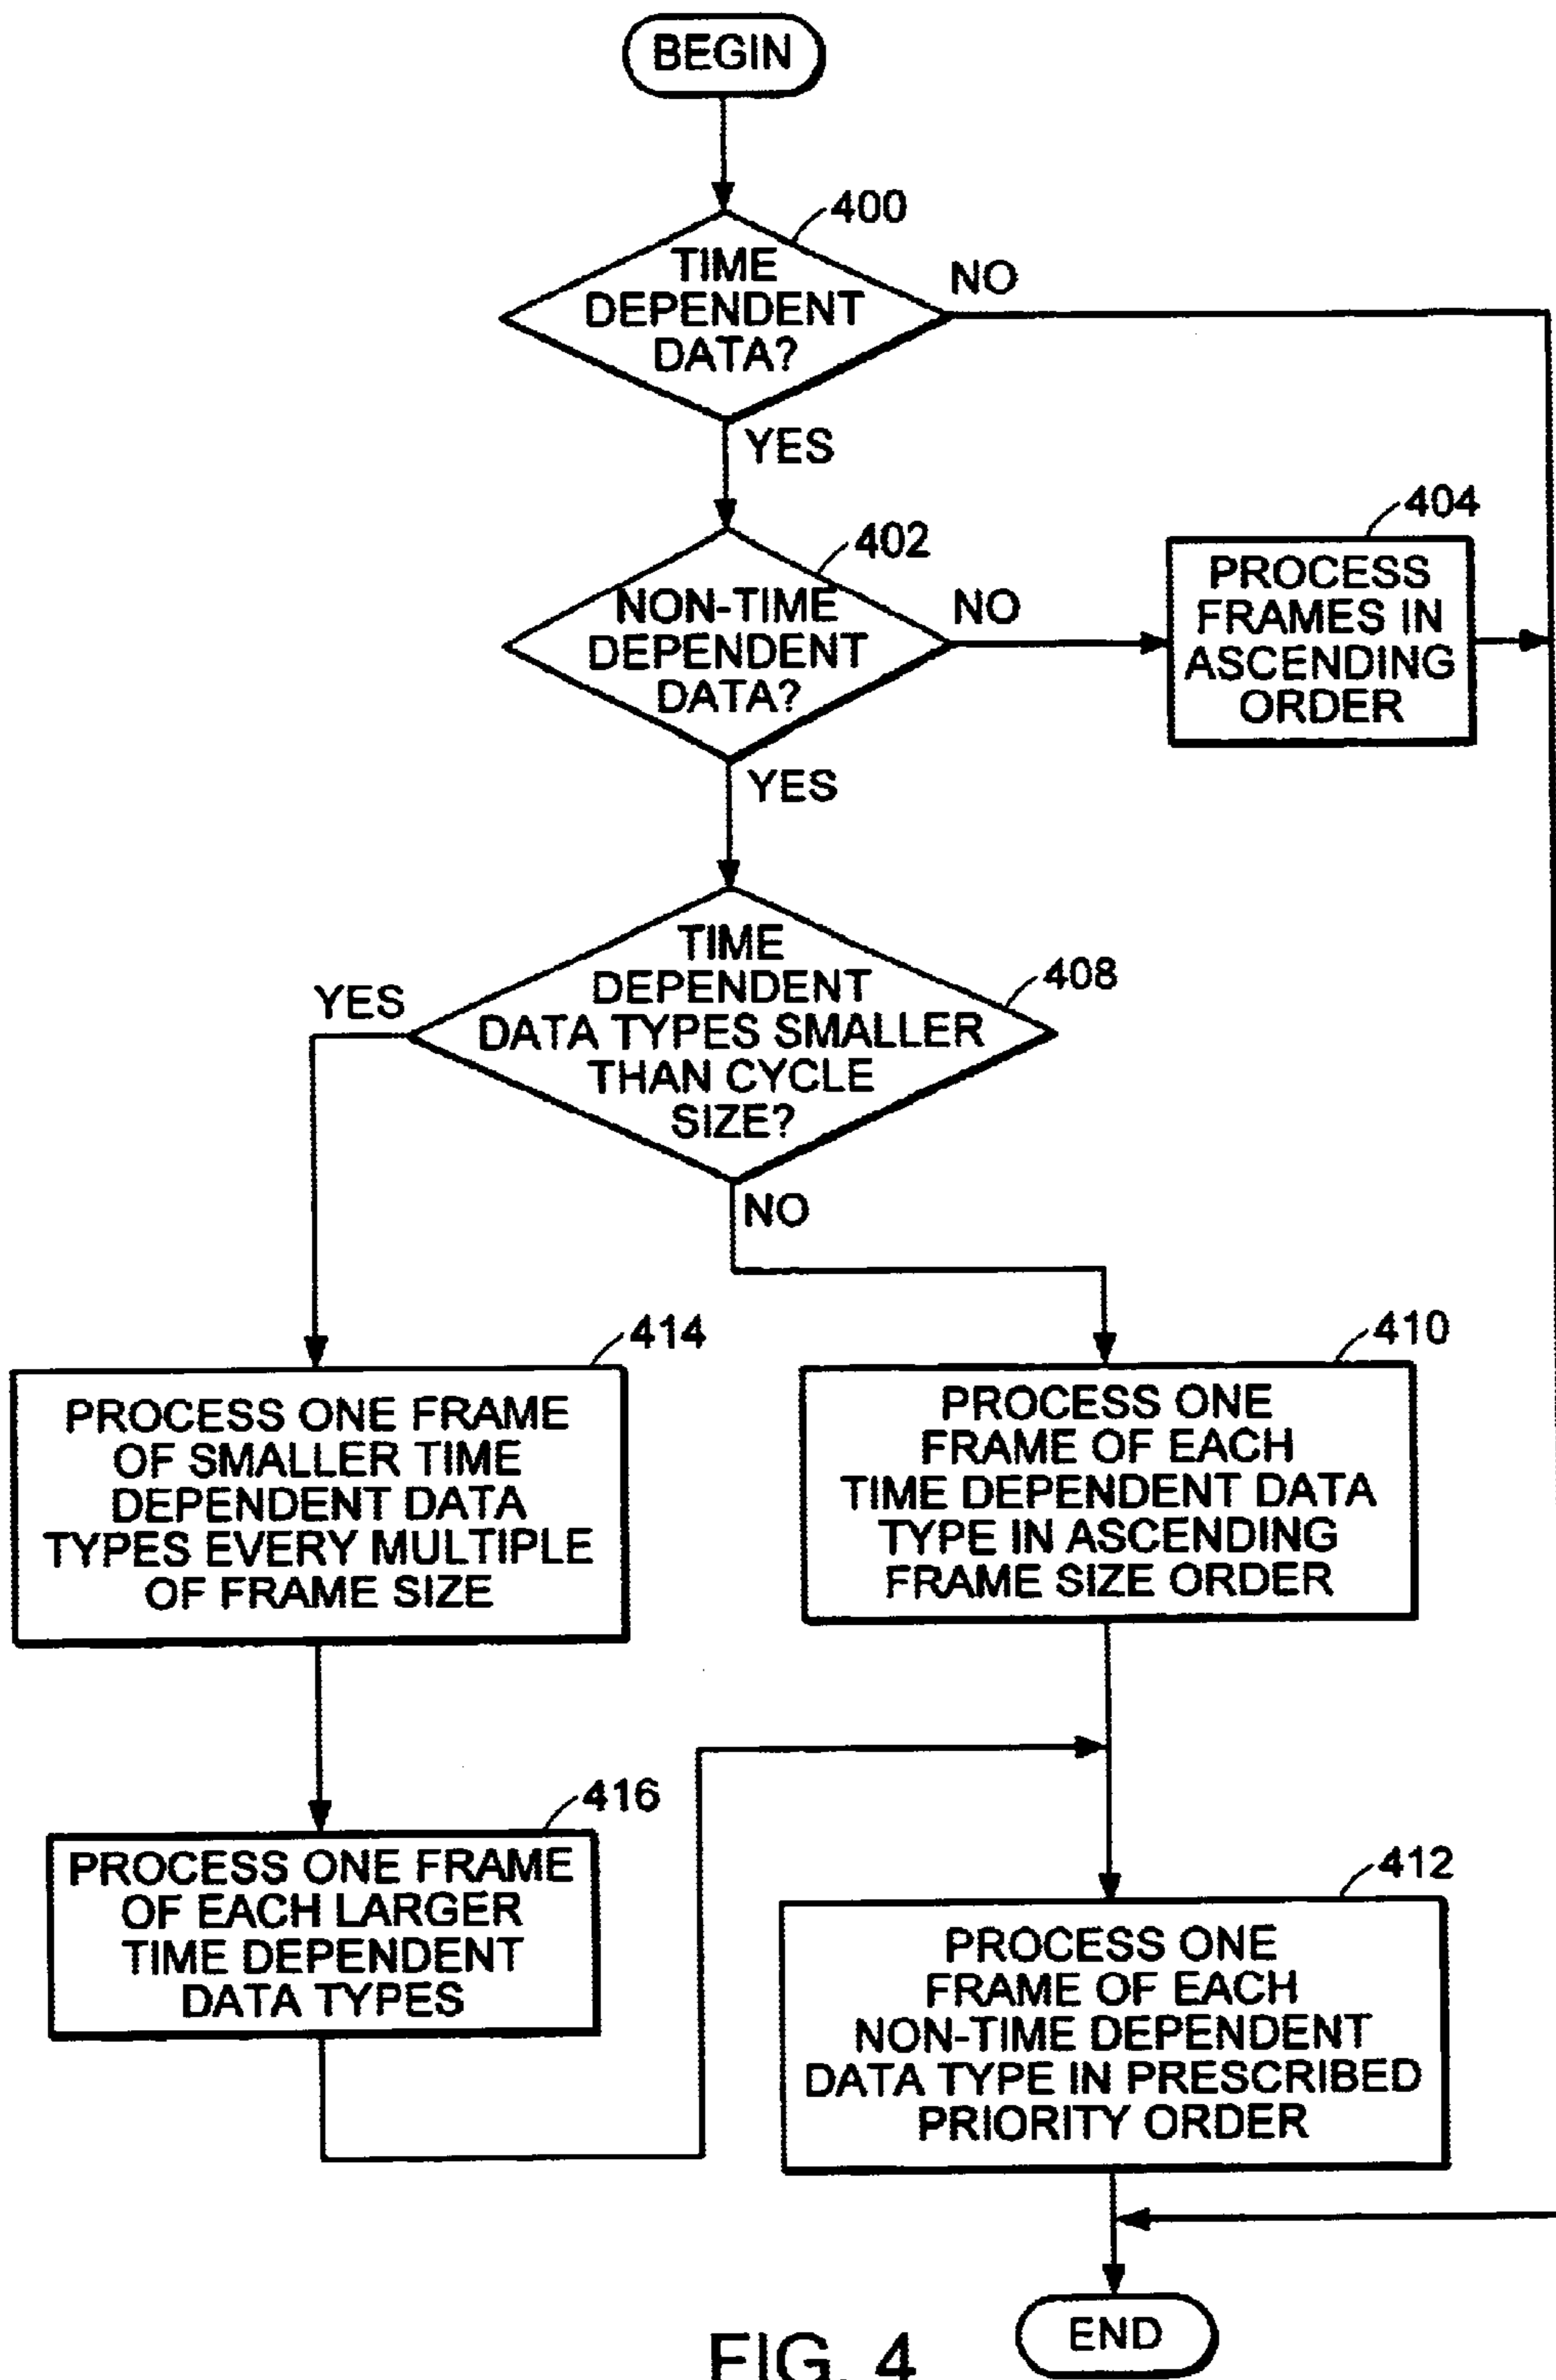 BEGIN
400
TIME
DEPENDENT
DATA?
NO
YES
402
NON-TIME
DEPENDENT
DATA?
NO
404
PROCESS
FRAMES IN
ASCENDING
ORDER
YES
408
TIME
DEPENDENT
DATA TYPES SMALLER
THAN CYCLE
SIZE?
YES
NO
414
PROCESS ONE FRAME
OF SMALLER TIME
DEPENDENT DATA
TYPES EVERY MULTIPLE
OF FRAME SIZE
410
PROCESS ONE
FRAME OF EACH
TIME DEPENDENT DATA
TYPE IN ASCENDING
FRAME SIZE ORDER
416
PROCESS ONE FRAME
OF EACH LARGER
TIME DEPENDENT
DATA TYPES
412
PROCESS ONE
FRAME OF EACH
NON-TIME DEPENDENT
DATA TYPE IN PRESCRIBED
PRIORITY ORDER
END
FIG. 4